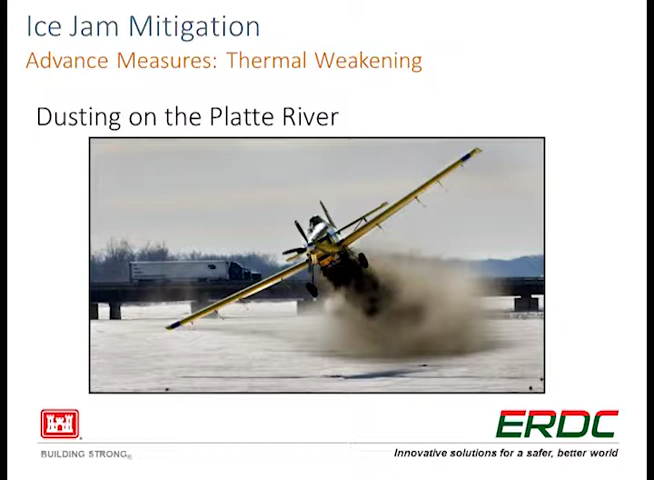 Ice Jam Mitigation
Advance Measures: Thermal Weakening
Dusting on the Platte River
ERDC
BUILDING STRONG®
Innovative solutions for a safer, better world